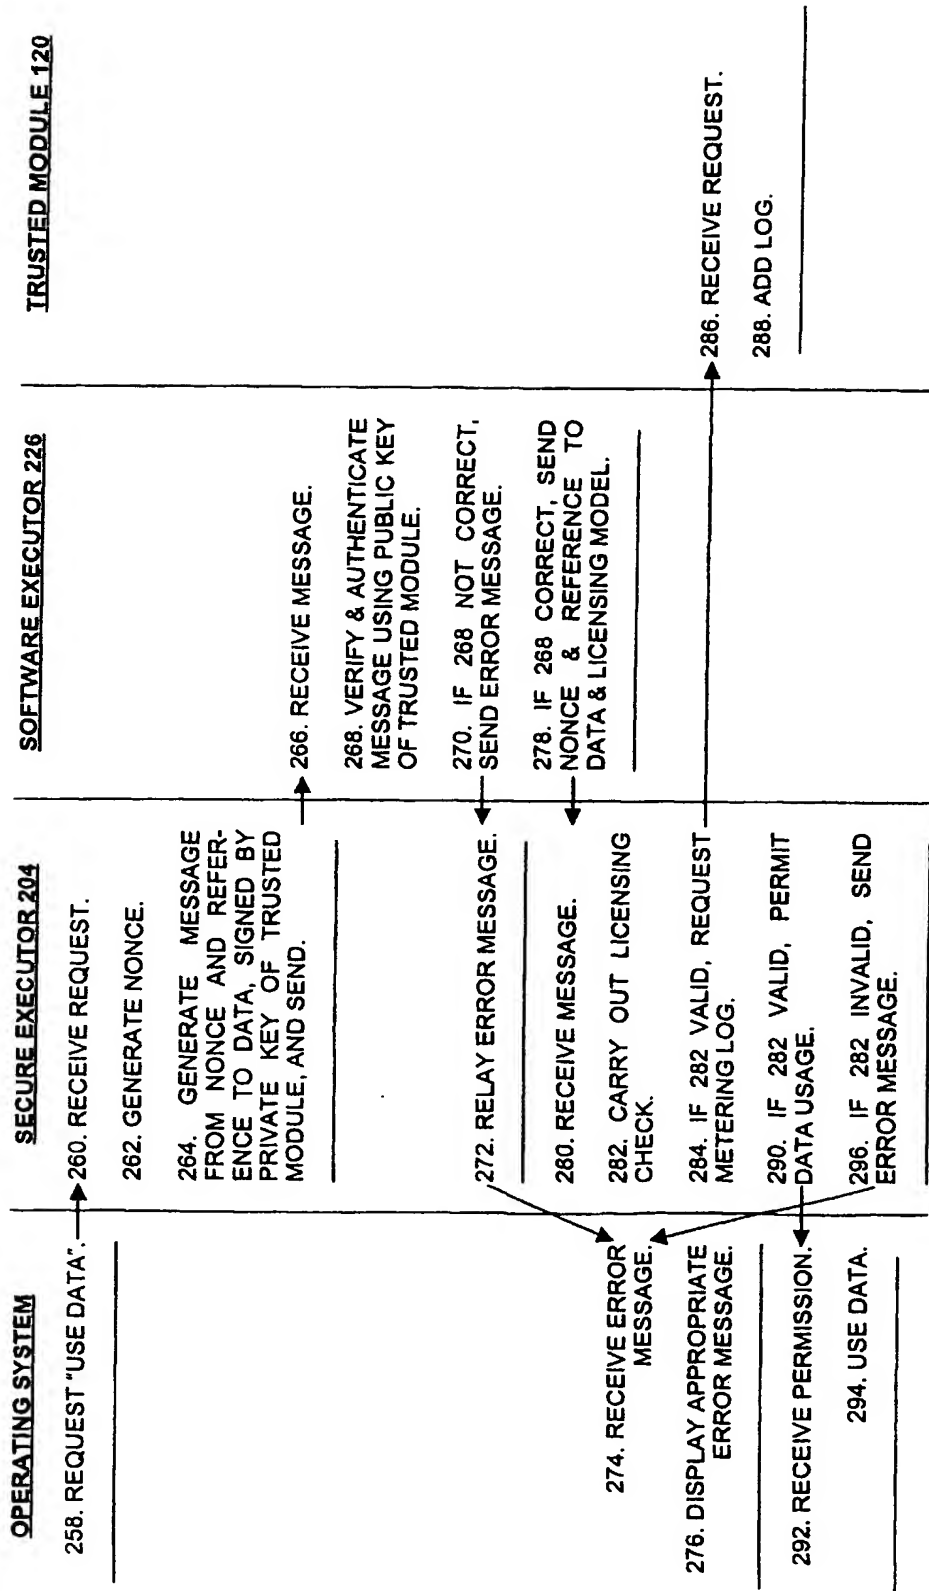 OPERATING SYSTEM
258. REQUEST "USE DATA".
274. RECEIVE ERROR
MESSAGE.
276. DISPLAY APPROPRIATE
ERROR MESSAGE.
292. RECEIVE PERMISSION.
294. USE DATA.
SECURE EXECUTOR 204
260. RECEIVE REQUEST.
262. GENERATE NONCE.
264. GENERATE MESSAGE
FROM NONCE AND REFER-
ENCE TO DATA, SIGNED BY
PRIVATE KEY OF TRUSTED
MODULE, AND SEND.
272. RELAY ERROR MESSAGE.
280. RECEIVE MESSAGE.
282. CARRY OUT LICENSING
CHECK.
284. IF 282 VALID, REQUEST
METERING LOG.
290. IF 282 VALID, PERMIT
DATA USAGE.
296. IF 282 INVALID, SEND
ERROR MESSAGE.
SOFTWARE EXECUTOR 226
266. RECEIVE MESSAGE.
268. VERIFY & AUTHENTICATE
MESSAGE USING PUBLIC KEY
OF TRUSTED MODULE.
270. IF 268 NOT CORRECT,
SEND ERROR MESSAGE.
278. IF 268 CORRECT, SEND
NONCE & REFERENCE TO
DATA & LICENSING MODEL.
TRUSTED MODULE 120
286. RECEIVE REQUEST.
288. ADD LOG.